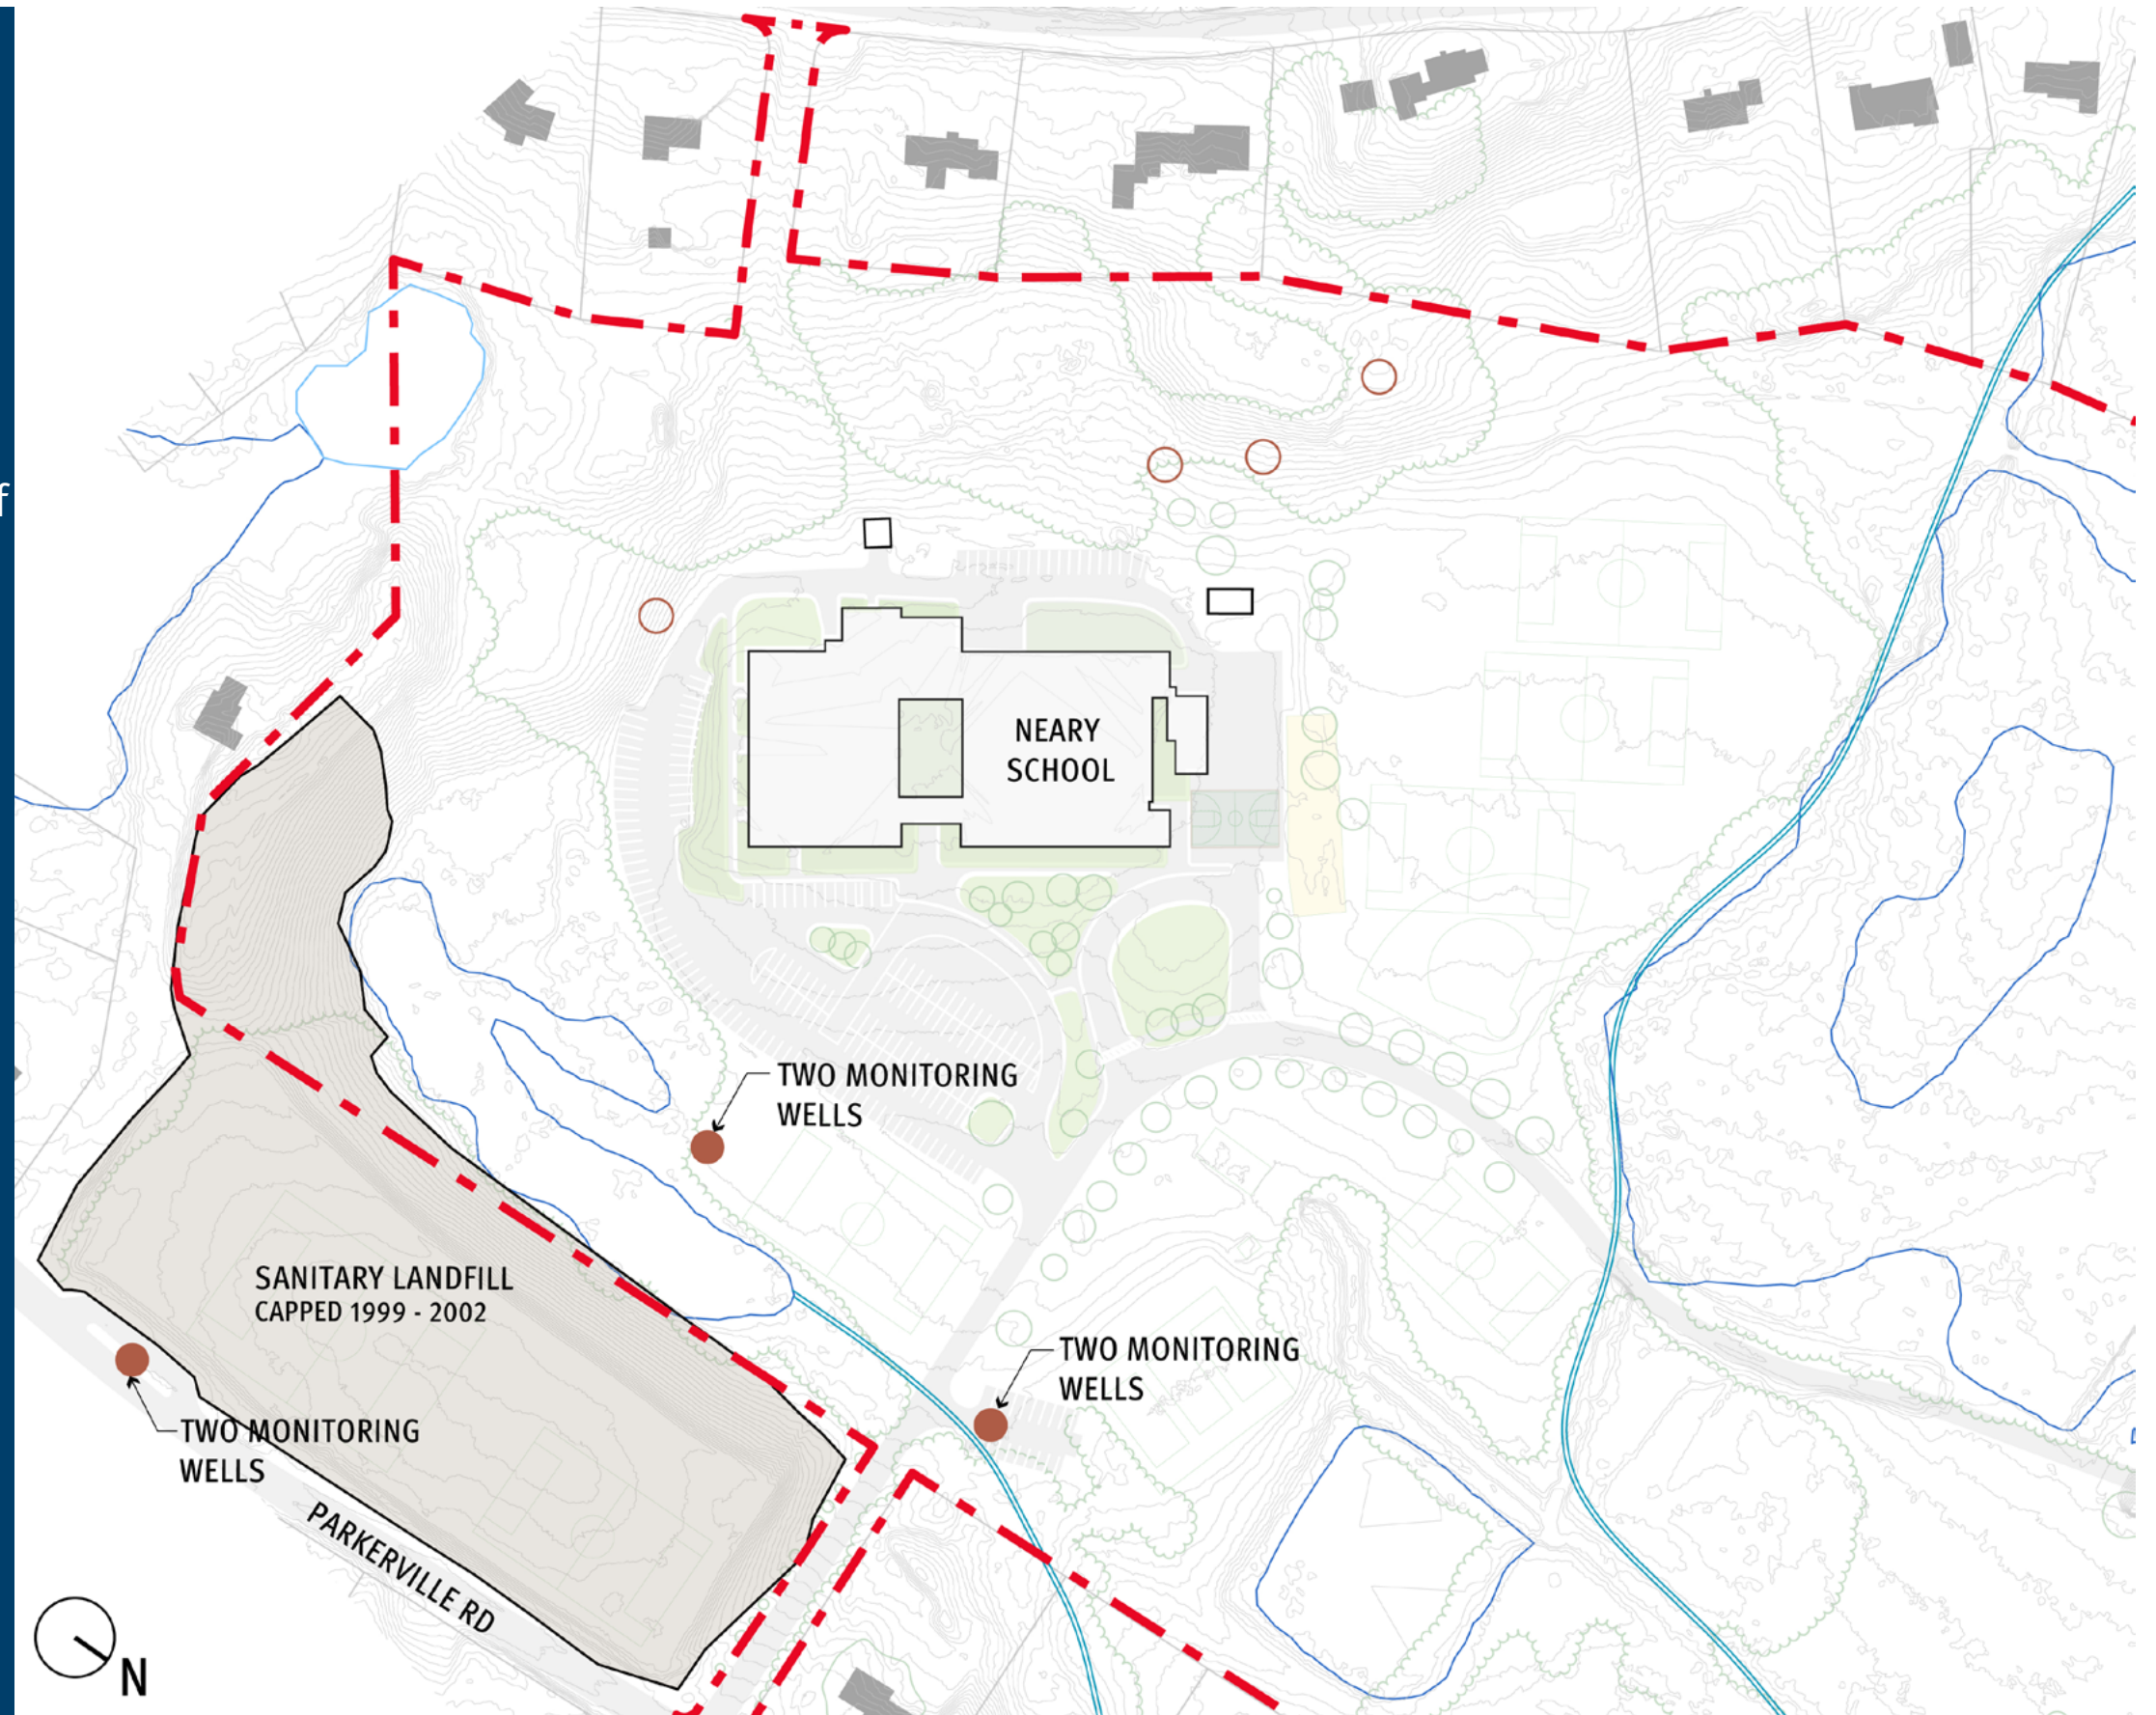 f
NEARY
SCHOOL
TWO MONITORING
WELLS
SANITARY LANDFILL
CAPPED 1999 - 2002
TWO MONITORING
WELLS
TWO MONITORING
WELLS
PARKERVILLE RD
N